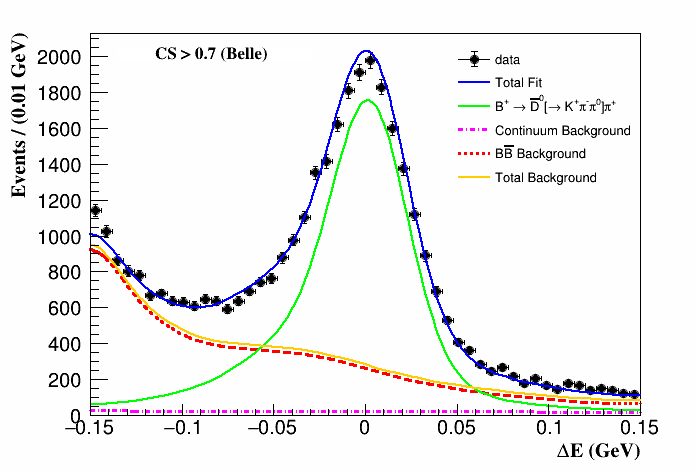 CS > 0.7 (Belle)
data
Total Fit
B⁺ → D̅⁰[→ K⁺π⁻π⁰]π⁺
Continuum Background
BB̅ Background
Total Background
Events / (0.01 GeV)
2000
1800
1600
1400
1200
1000
800
600
400
200
0
−0.15 −0.1 −0.05 0 0.05 0.1 0.15
ΔE (GeV)